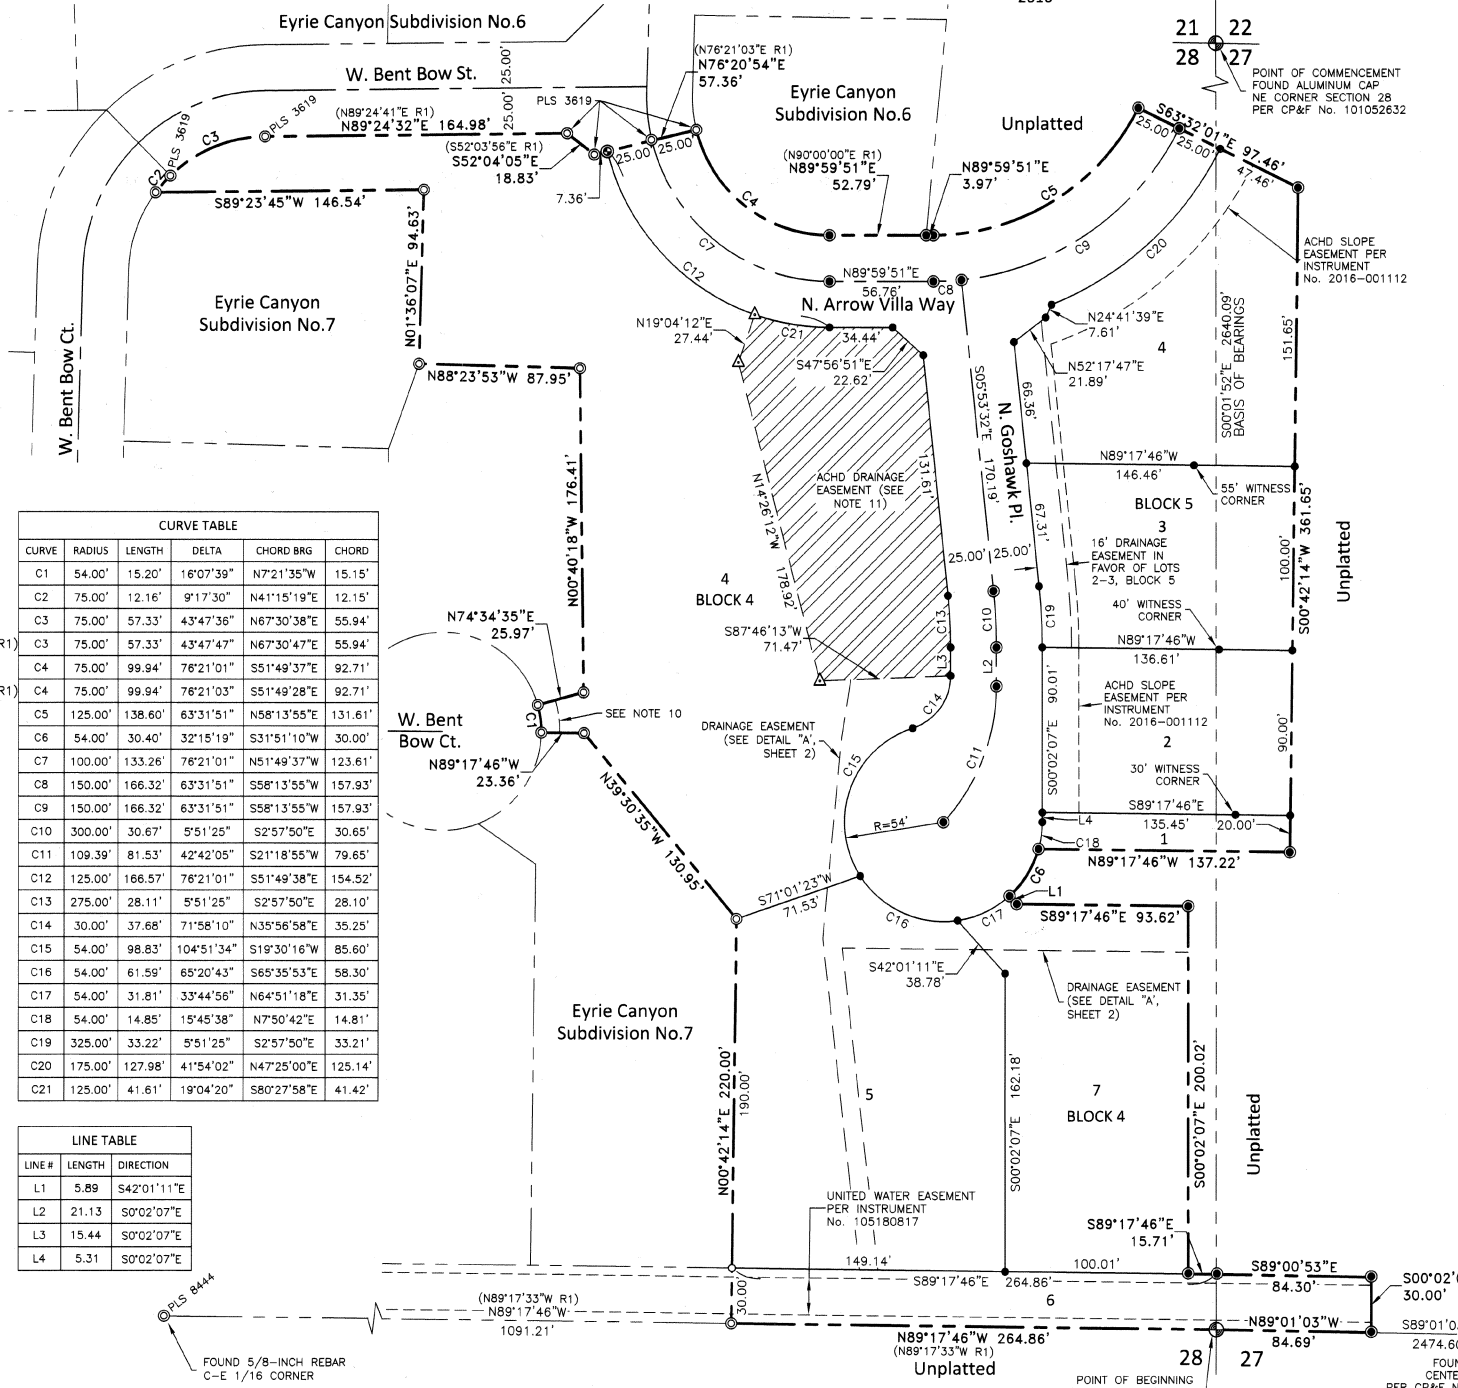 2016
Eyrie Canyon Subdivision No.6
W. Bent Bow St.
25.00' 25.00'
(N76°21'03"E R1)
N76°20'54"E
57.36'
PLS 3619
(N89°24'41"E R1)
N89°24'32"E 164.98'
PLS 3619
PLS 3619
C3
C2
(S52°03'56"E R1)
S52°04'05"E
18.83'
7.36'
25.00' 25.00'
Eyrie Canyon
Subdivision No.6
Unplatted
21 22
28 27
POINT OF COMMENCEMENT
FOUND ALUMINUM CAP
NE CORNER SECTION 28
PER CP&F No. 101052632
S63°32'01"E 97.46'
25.00'
25.00'
47.46'
(N90°00'00"E R1)
N89°59'51"E
52.79'
N89°59'51"E
3.97'
C4
C5
C7
C12
C9
C20
S89°23'45"W 146.54'
N01°36'07"E 94.63'
Eyrie Canyon
Subdivision No.7
W. Bent Bow Ct.
N88°23'53"W 87.95'
N89°59'51"E
56.76'
C8
N. Arrow Villa Way
N19°04'12"E
27.44'
C21
34.44'
S47°56'51"E
22.62'
ACHD SLOPE
EASEMENT PER
INSTRUMENT
No. 2016-001112
N24°41'39"E
7.61'
4
N52°17'47"E
21.89'
S00°01'52"E 2640.09'
BASIS OF BEARINGS
151.65'
66.36'
S05°53'32"E 170.19'
N. Goshawk Pl.
131.61'
ACHD DRAINAGE
EASEMENT (SEE
NOTE 11)
N14°26'12"W 178.92'
N89°17'46"W
146.46'
55' WITNESS
CORNER
BLOCK 5
3
67.31'
16' DRAINAGE
EASEMENT IN
FAVOR OF LOTS
2-3, BLOCK 5
100.00'
S00°42'14"W 361.65'
Unplatted
25.00' 25.00'
N00°40'18"W 176.41'
4
BLOCK 4
C13
C10
C19
40' WITNESS
CORNER
N89°17'46"E
136.61'
N74°34'35"E
25.97'
S87°46'13"W
71.47'
L3
L2
S00°02'07"E 90.01'
ACHD SLOPE
EASEMENT PER
INSTRUMENT
No. 2016-001112
2
90.00'
C1
SEE NOTE 10
W. Bent
Bow Ct.
C14
DRAINAGE EASEMENT
(SEE DETAIL "A',
SHEET 2)
C15
C11
N89°17'46"W
23.36'
30' WITNESS
CORNER
S89°17'46"E
135.45' 20.00'
R=54'
L4
C18
1
N89°17'46"W 137.22'
N39°30'35"W 130.95'
S71°01'23"W
71.53'
C6
L1
S89°17'46"E 93.62'
C16
C17
S42°01'11"E
38.78'
DRAINAGE EASEMENT
(SEE DETAIL "A',
SHEET 2)
Eyrie Canyon
Subdivision No.7
N00°42'14"E 220.00'
190.00'
5
S00°02'07"E 162.18'
7
BLOCK 4
S00°02'07"E 200.02'
Unplatted
UNITED WATER EASEMENT
PER INSTRUMENT
No. 105180817
S89°17'46"E
15.71'
149.14'
100.01'
S89°17'46"E 264.86'
S89°00'53"E
84.30'
S00°02'0
30.00'
30.00'
6
PLS 8444
(N89°17'33"W R1)
N89°17'46"W
1091.21'
N89°17'46"W 264.86'
(N89°17'33"W R1)
Unplatted
N89°01'03"W
84.69'
S89°01'0
2474.60
FOUND 5/8-INCH REBAR
C-E 1/16 CORNER
28 27
POINT OF BEGINNING
FOUN
CENTE
CURVE TABLE
CURVE RADIUS LENGTH DELTA CHORD BRG CHORD
C1 54.00' 15.20' 16°07'39" N7°21'35"W 15.15'
C2 75.00' 12.16' 9°17'30" N41°15'19"E 12.15'
C3 75.00' 57.33' 43°47'36" N67°30'38"E 55.94'
R1) C3 75.00' 57.33' 43°47'47" N67°30'47"E 55.94'
C4 75.00' 99.94' 76°21'01" S51°49'37"E 92.71'
R1) C4 75.00' 99.94' 76°21'03" S51°49'28"E 92.71'
C5 125.00' 138.60' 63°31'51" N58°13'55"E 131.61'
C6 54.00' 30.40' 32°15'19" S31°51'10"W 30.00'
C7 100.00' 133.26' 76°21'01" N51°49'37"W 123.61'
C8 150.00' 166.32' 63°31'51" S58°13'55"W 157.93'
C9 150.00' 166.32' 63°31'51" S58°13'55"W 157.93'
C10 300.00' 30.67' 5°51'25" S2°57'50"E 30.65'
C11 109.39' 81.53' 42°42'05" S21°18'55"W 79.65'
C12 125.00' 166.57' 76°21'01" S51°49'38"E 154.52'
C13 275.00' 28.11' 5°51'25" S2°57'50"E 28.10'
C14 30.00' 37.68' 71°58'10" N35°56'58"E 35.25'
C15 54.00' 98.83' 104°51'34" S19°30'16"W 85.60'
C16 54.00' 61.59' 65°20'43" S65°35'53"E 58.30'
C17 54.00' 31.81' 33°44'56" N64°51'18"E 31.35'
C18 54.00' 14.85' 15°45'38" N7°50'42"E 14.81'
C19 325.00' 33.22' 5°51'25" S2°57'50"E 33.21'
C20 175.00' 127.98' 41°54'02" N47°25'00"E 125.14'
C21 125.00' 41.61' 19°04'20" S80°27'58"E 41.42'
LINE TABLE
LINE # LENGTH DIRECTION
L1 5.89 S42°01'11"E
L2 21.13 S0°02'07"E
L3 15.44 S0°02'07"E
L4 5.31 S0°02'07"E